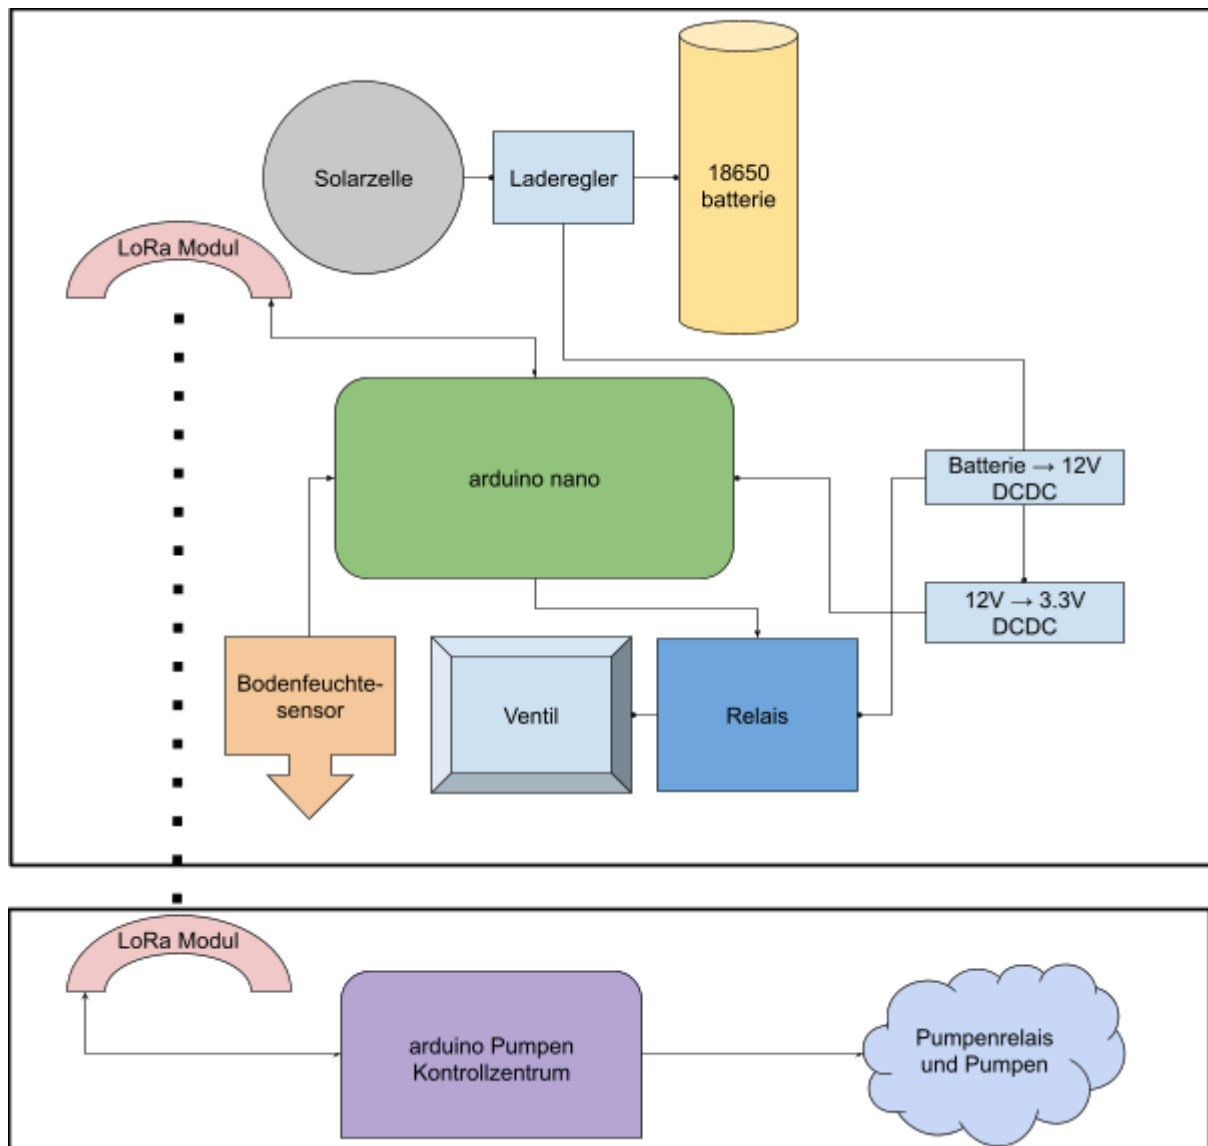 Solarzelle
Laderegler
18650
batterie
LoRa Modul
arduino nano
Batterie → 12V
DCDC
12V → 3.3V
DCDC
Bodenfeuchte-
sensor
Ventil
Relais
LoRa Modul
arduino Pumpen
Kontrollzentrum
Pumpenrelais
und Pumpen